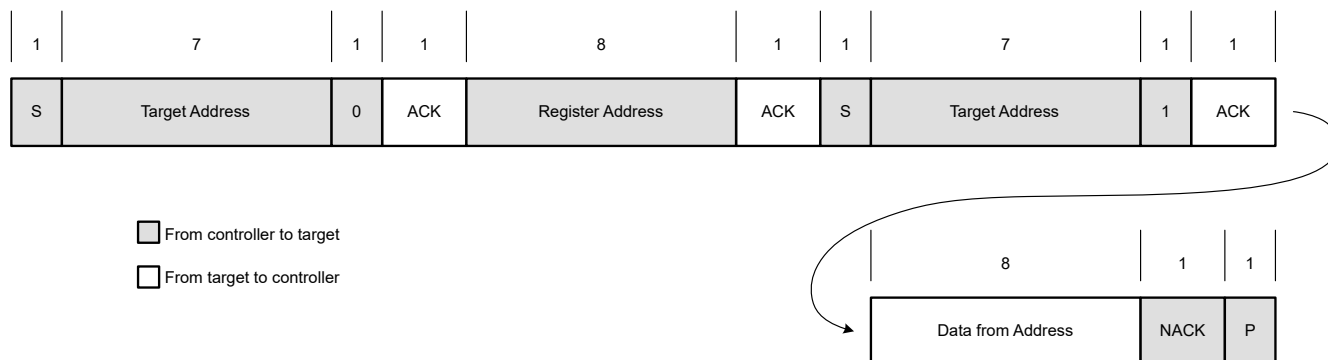 1 7 1 1 8 1 1 7 1 1
S Target Address 0 ACK Register Address ACK S Target Address 1 ACK
From controller to target
From target to controller
8 1 1
Data from Address NACK P